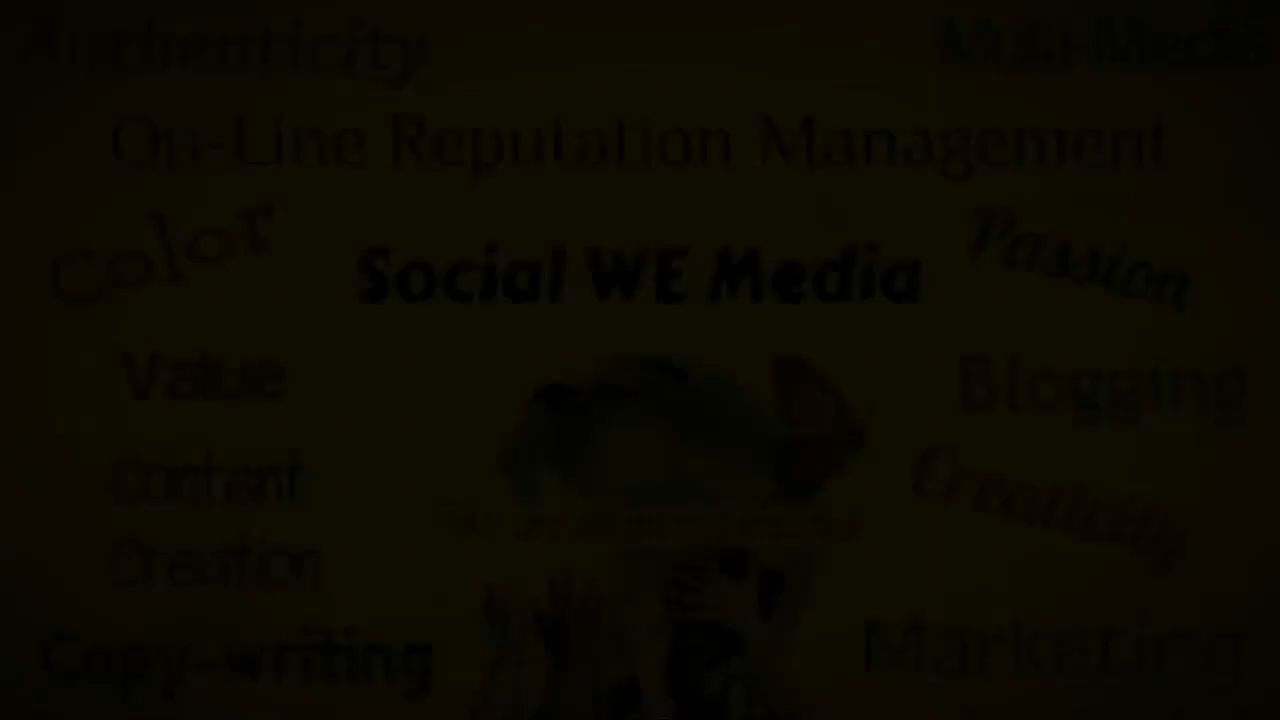 Authenticity
Multi-Media
On-Line Reputation Management
Color
Passion
Social WE Media
Value
Blogging
Content
Creativity
Creation
Copy-writing
Marketing